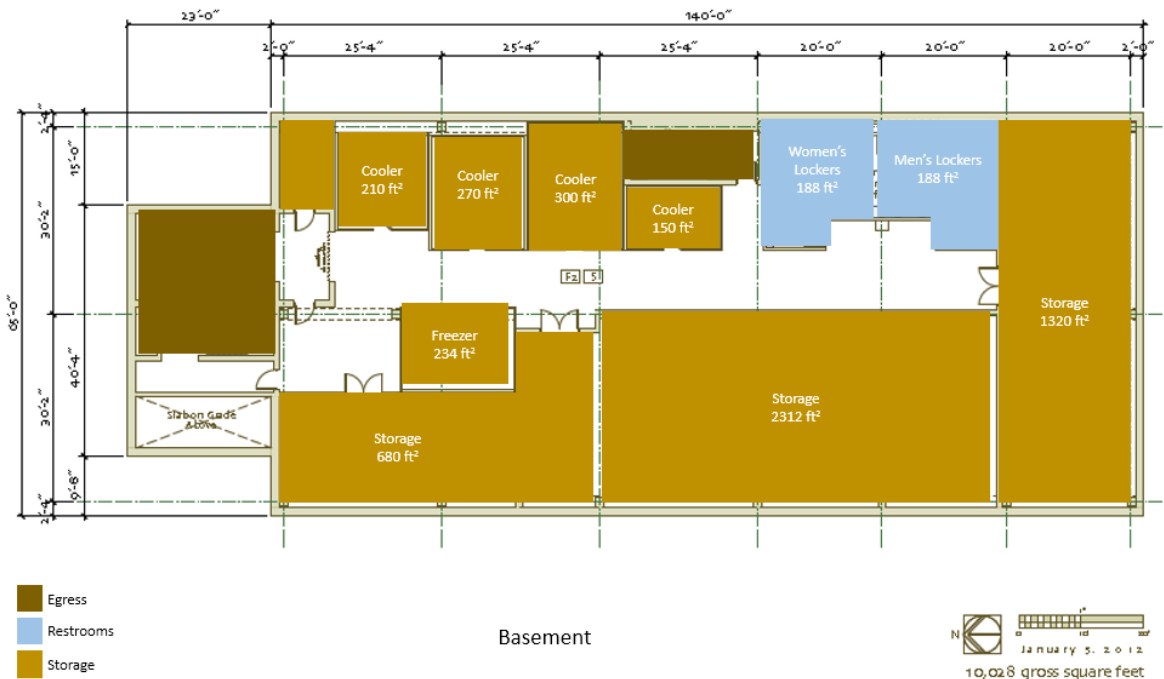 23'-0"
140'-0"
2'-0"
25'-4"
25'-4"
25'-4"
20'-0"
20'-0"
20'-0"
2'-0"
2'-4"
15'-0"
30'-2"
65'-0"
40'-4"
30'-2"
9'-8"
2'-4"
Cooler
210 ft²
Cooler
270 ft²
Cooler
300 ft²
Cooler
150 ft²
Women's
Lockers
188 ft²
Men's Lockers
188 ft²
F2
S
Storage
1320 ft²
Freezer
234 ft²
Storage
2312 ft²
Slab on Grade
Above
Storage
680 ft²
Egress
Restrooms
Storage
Basement
N
0 10 20'
January 5, 2012
10,028 gross square feet